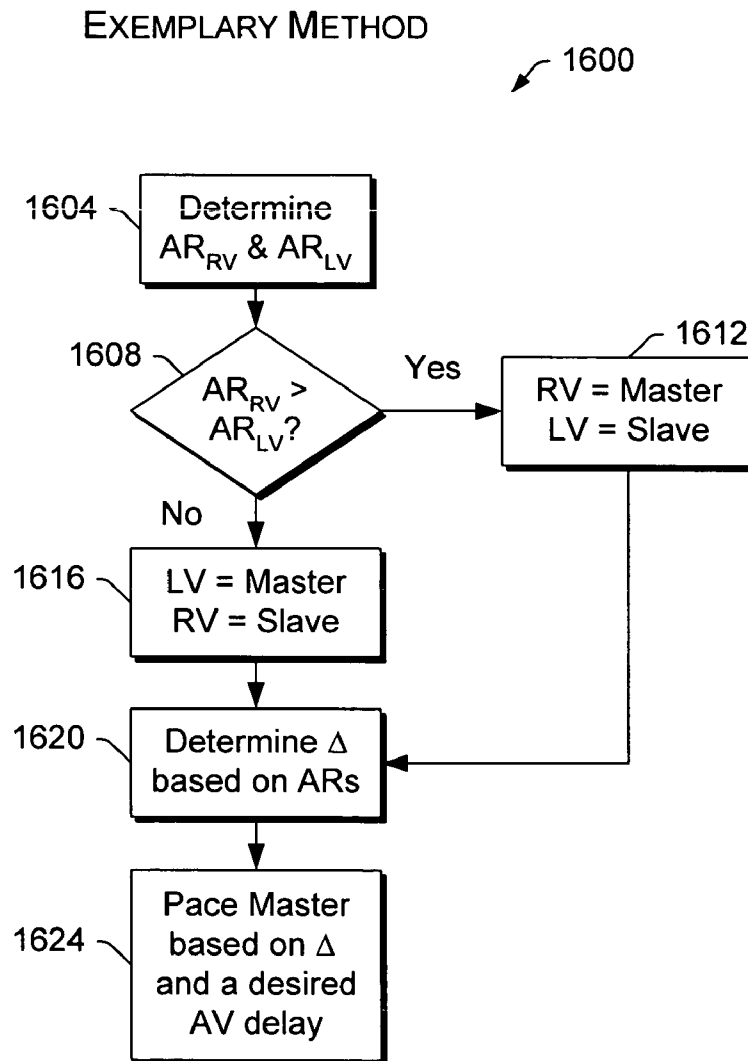 EXEMPLARY METHOD
1600
1604
Determine
AR_RV & AR_LV
1608
AR_RV >
AR_LV?
Yes
1612
RV = Master
LV = Slave
No
1616
LV = Master
RV = Slave
1620
Determine Δ
based on ARs
1624
Pace Master
based on Δ
and a desired
AV delay